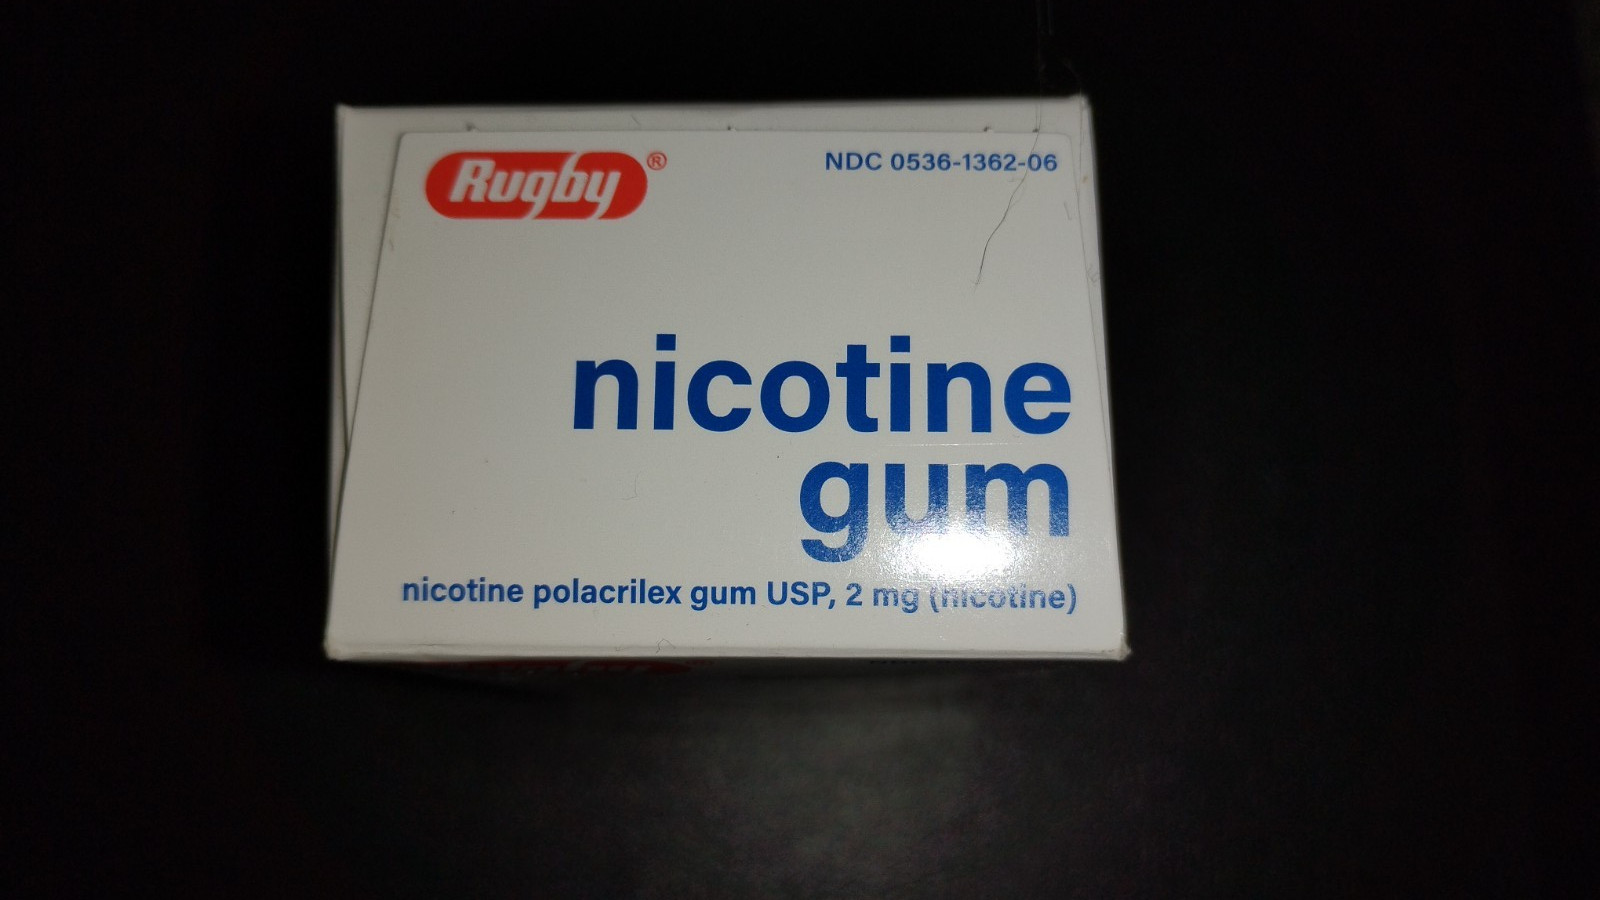 Rugby®
NDC 0536-1362-06
nicotine
gum
nicotine polacrilex gum USP, 2 mg (nicotine)